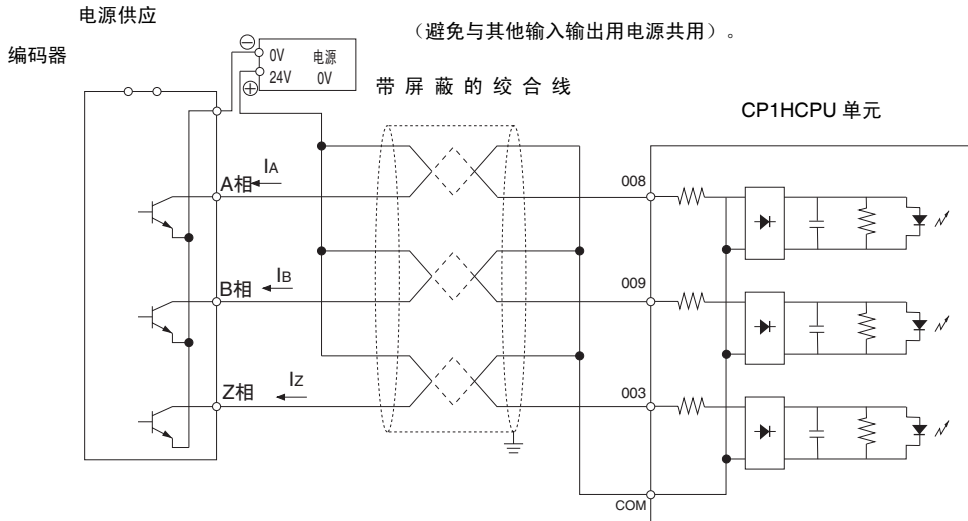 电源供应
(避免与其他输入输出用电源共用)。
编码器
⊖
0V 电源
24V 0V
⊕
带屏蔽的绞合线
CP1HCPU 单元
A相 IA
008
B相 IB
009
Z相 IZ
003
COM